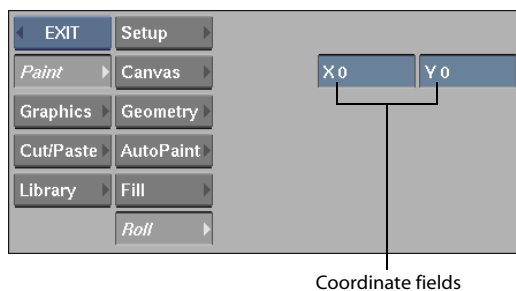 EXIT Setup
Paint Canvas X 0 Y 0
Graphics Geometry
Cut/Paste AutoPaint
Library Fill
Roll
Coordinate fields